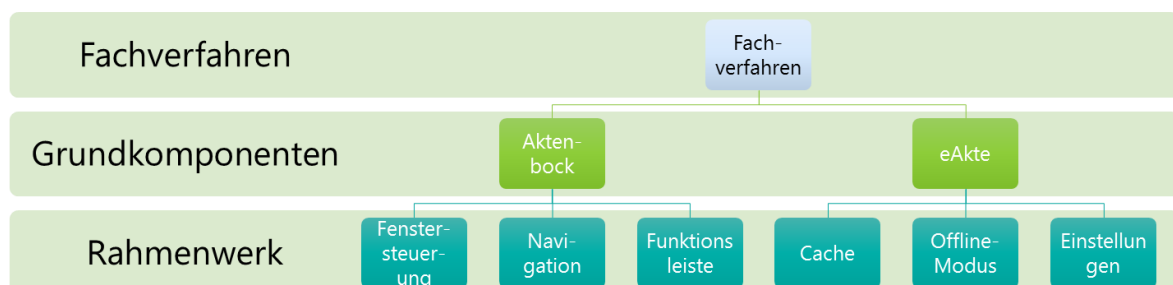 Fachverfahren
Fach-
verfahren
Grundkomponenten
Akten-
bock
eAkte
Rahmenwerk
Fenster-
steuer-
ung
Navi-
gation
Funktions
leiste
Cache
Offline-
Modus
Einstellun
gen